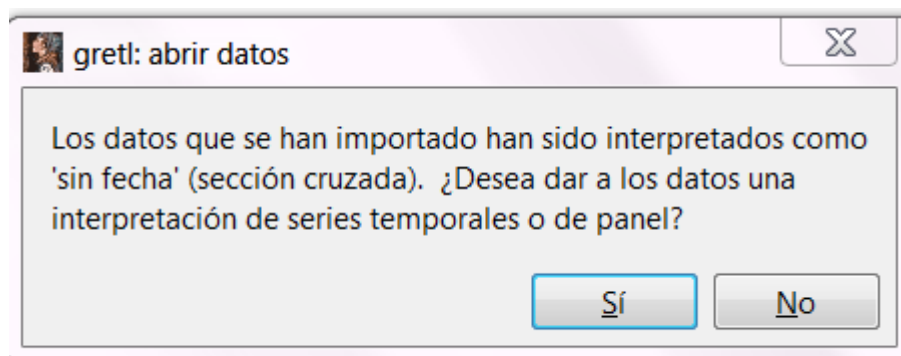 gretl: abrir datos
Los datos que se han importado han sido interpretados como
'sin fecha' (sección cruzada).  ¿Desea dar a los datos una
interpretación de series temporales o de panel?
Sí
No